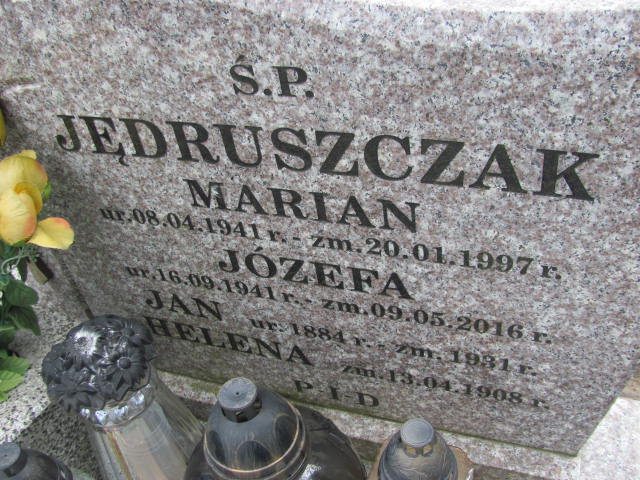 Ś.P.
JĘDRUSZCZAK
MARIAN
ur.08.04.1941 r.- zm.20.01.1997 r.
JÓZEFA
ur.16.09.1941 r.- zm.09.05.2016 r.
JAN ur. 1884 r.- zm. 1931 r.
HELENA zm.13.04.1908 r.
P-I-D